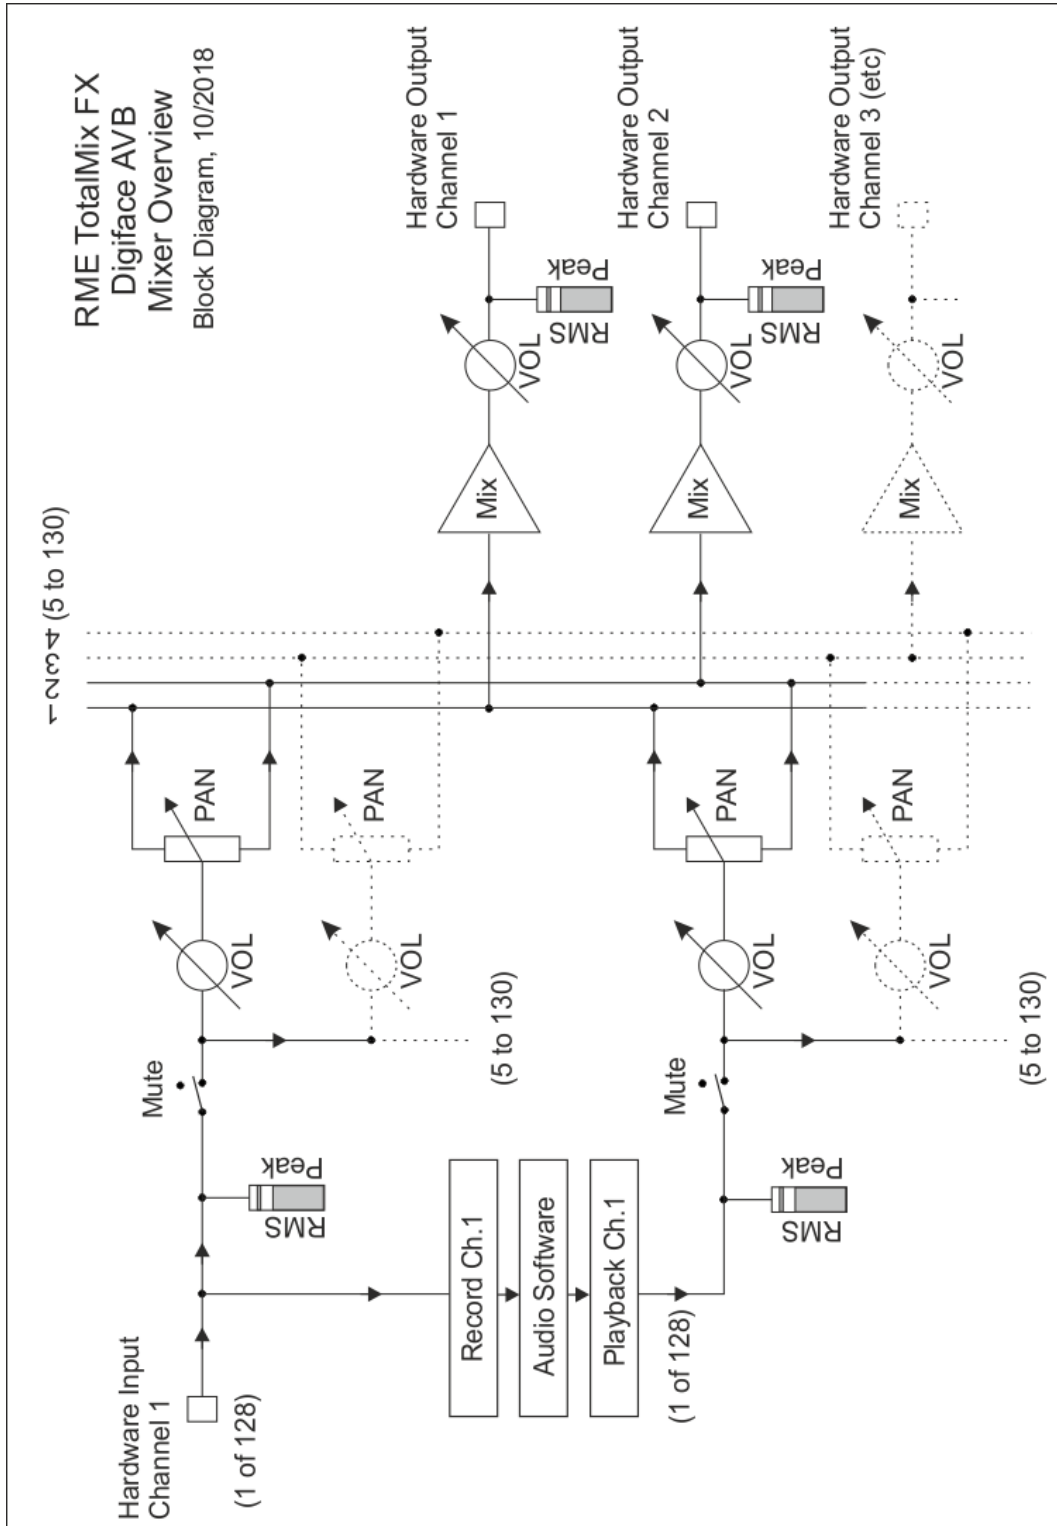 RME TotalMix FX
Digiface AVB
Mixer Overview
Block Diagram, 10/2018
Hardware Input
Channel 1
(1 of 128)
RMS
Peak
Mute
VOL
PAN
VOL
PAN
(5 to 130)
1 2 3 4 (5 to 130)
Record Ch.1
Audio Software
Playback Ch.1
(1 of 128)
RMS
Peak
Mute
VOL
PAN
VOL
PAN
(5 to 130)
Mix
VOL
RMS
Peak
Hardware Output
Channel 1
Mix
VOL
RMS
Peak
Hardware Output
Channel 2
Mix
VOL
Hardware Output
Channel 3 (etc)